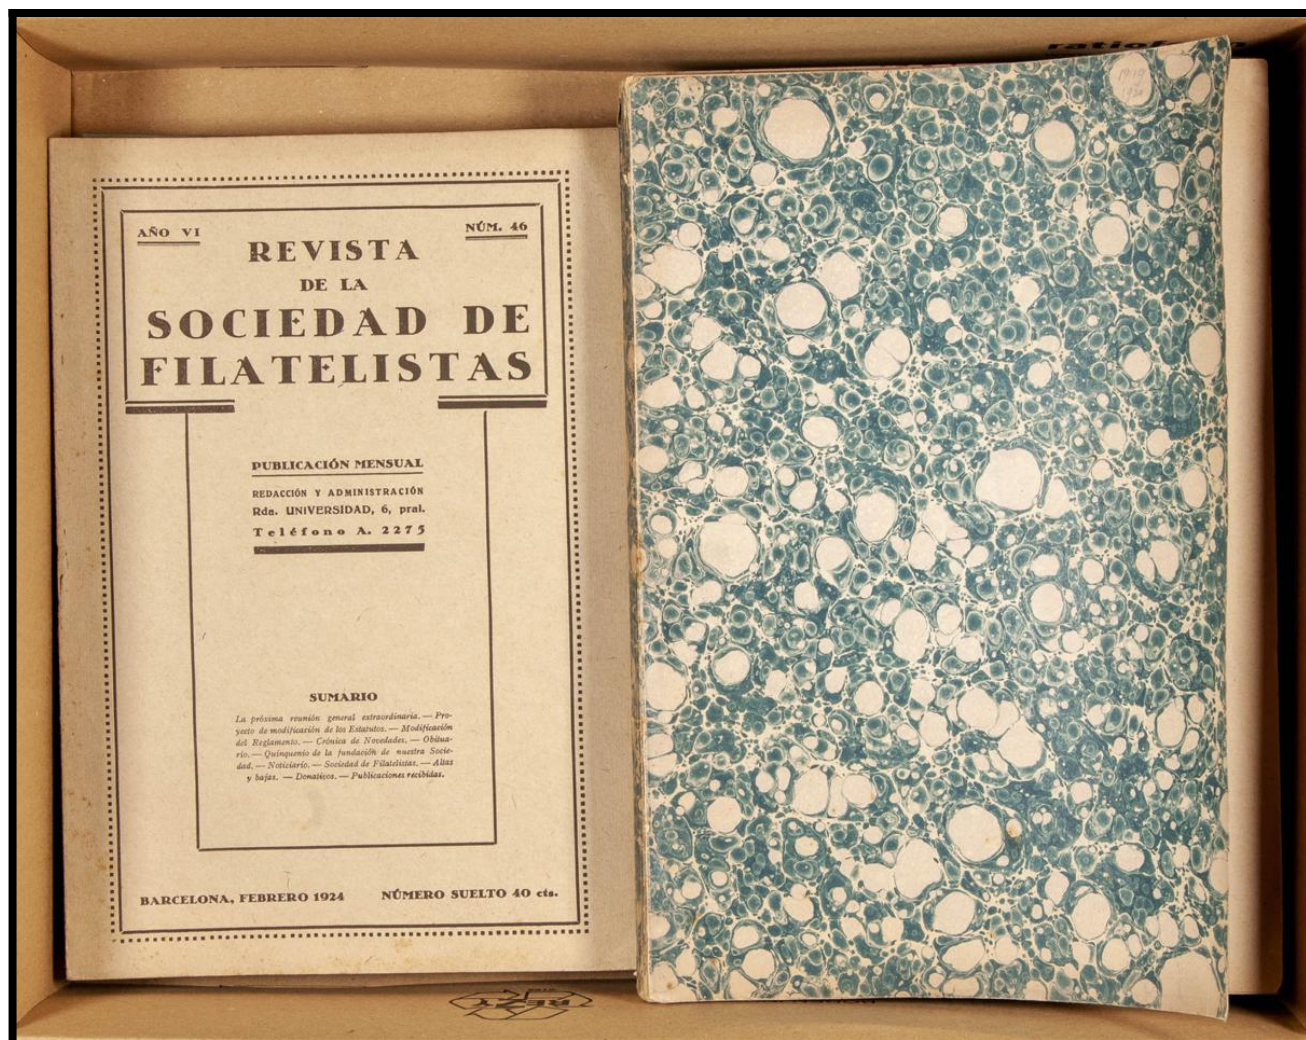 AÑO VI
NÚM. 46
REVISTA
DE LA
SOCIEDAD DE
FILATELISTAS
PUBLICACIÓN MENSUAL
REDACCIÓN Y ADMINISTRACIÓN
Rda. UNIVERSIDAD, 6, pral.
Teléfono A. 2275
SUMARIO
La próxima reunión general extraordinaria. — Pro-
yecto de modificación de los Estatutos. — Modificación
del Reglamento. — Crónica de Novedades. — Obitua-
rio. — Quinquenio de la fundación de nuestra Socie-
dad. — Noticiario. — Sociedad de Filatelistas. — Altas
y bajas. — Donativos. — Publicaciones recibidas.
BARCELONA, FEBRERO 1924
NÚMERO SUELTO 40 cts.
RESY